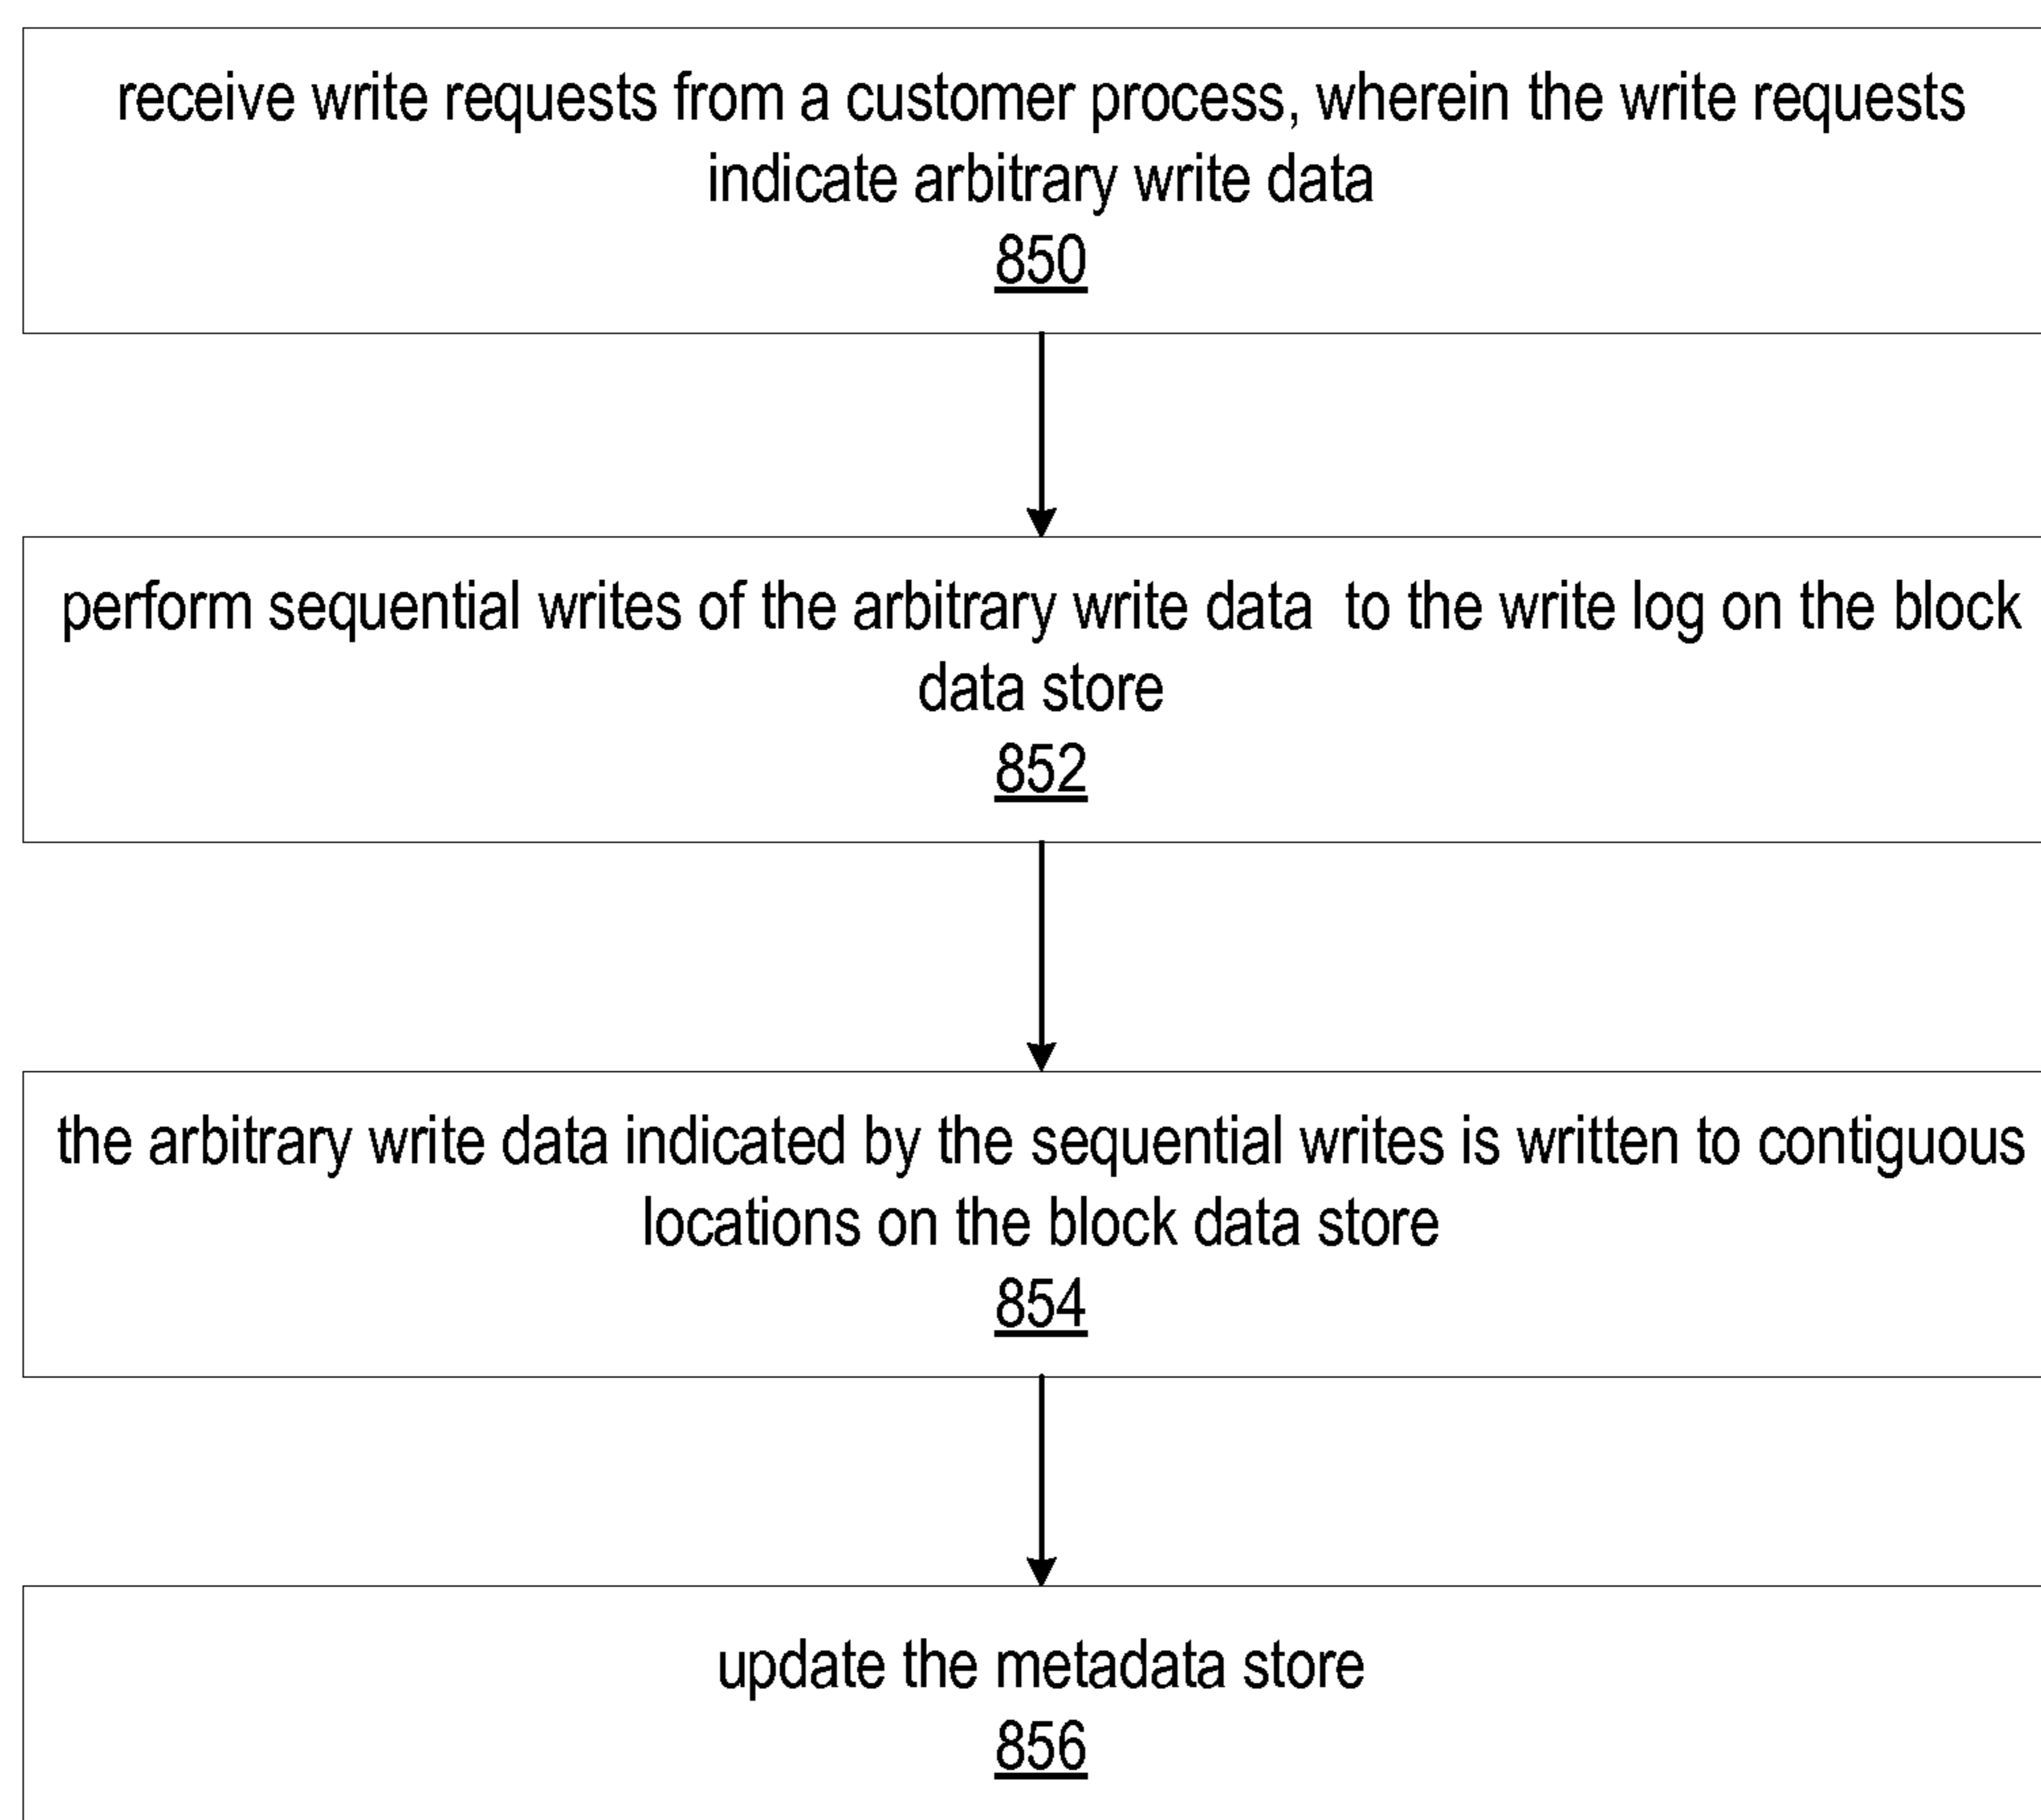 receive write requests from a customer process, wherein the write requests
indicate arbitrary write data
850
perform sequential writes of the arbitrary write data to the write log on the block
data store
852
the arbitrary write data indicated by the sequential writes is written to contiguous
locations on the block data store
854
update the metadata store
856